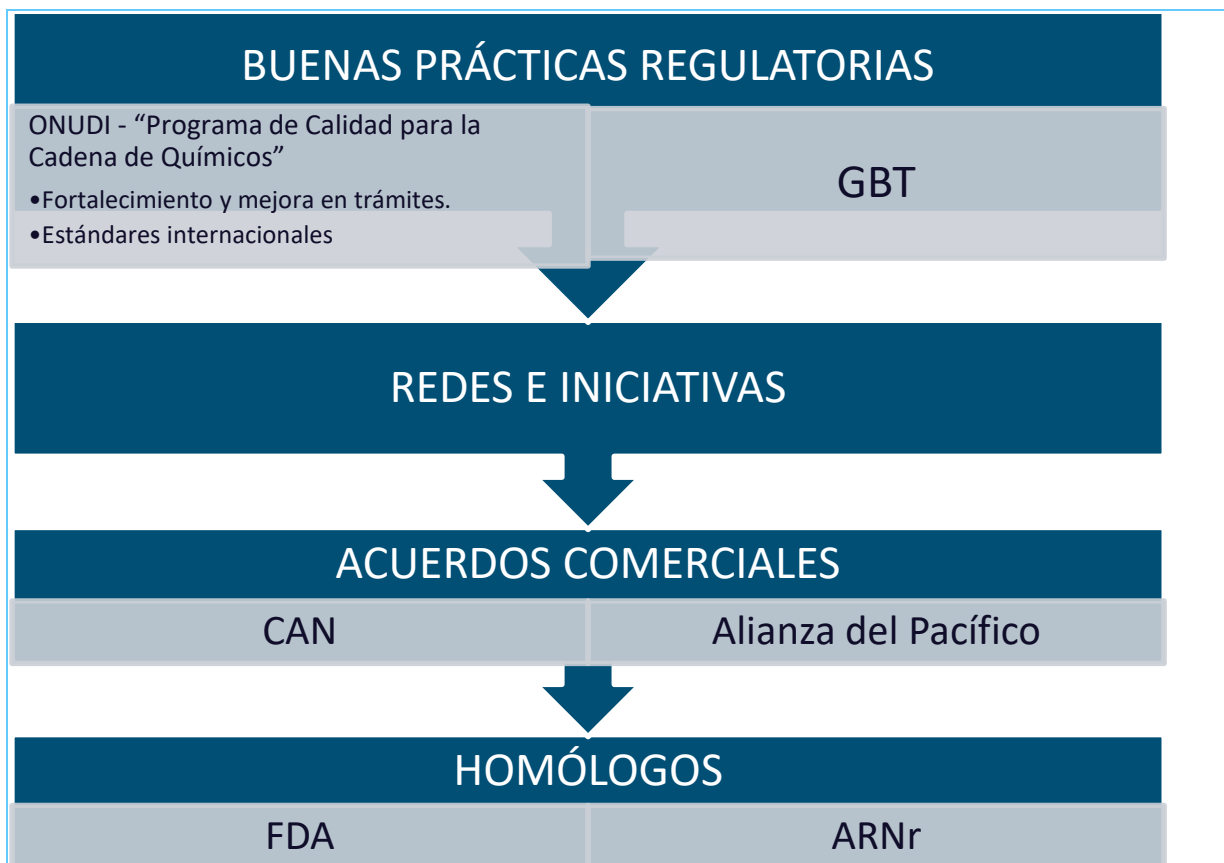 BUENAS PRÁCTICAS REGULATORIAS
ONUDI - “Programa de Calidad para la
Cadena de Químicos”
•Fortalecimiento y mejora en trámites.
•Estándares internacionales
GBT
REDES E INICIATIVAS
ACUERDOS COMERCIALES
CAN
Alianza del Pacífico
HOMÓLOGOS
FDA
ARNr